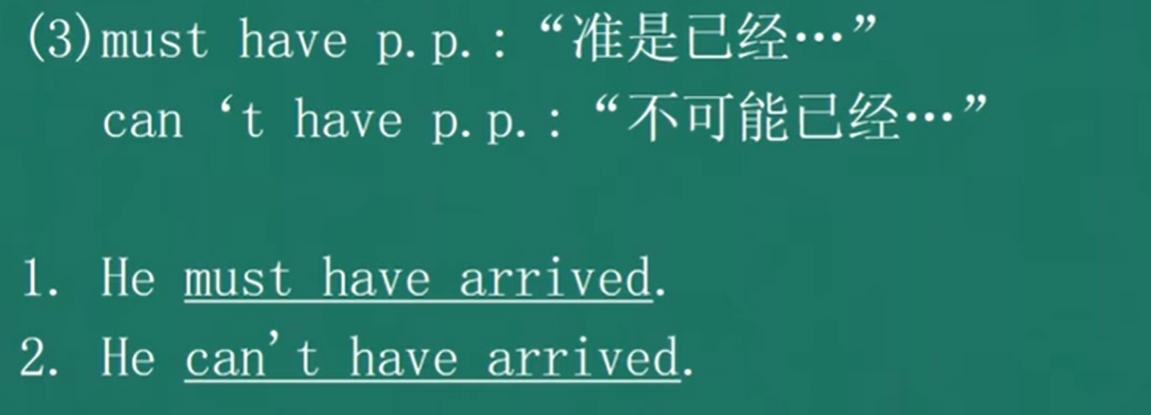 (3)must have p.p.:“准是已经…”
can ‘t have p.p.:“不可能已经…”
1. He must have arrived.
2. He can’t have arrived.